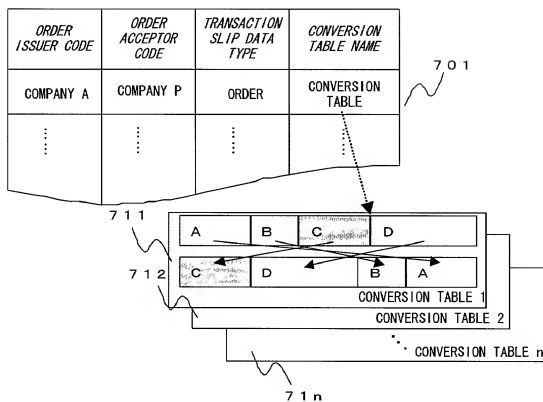 ORDER ISSUER CODE
ORDER ACCEPTOR CODE
TRANSACTION SLIP DATA TYPE
CONVERSION TABLE NAME
COMPANY A
COMPANY P
ORDER
CONVERSION TABLE
701
711
A B C D
712
C D B A
CONVERSION TABLE 1
CONVERSION TABLE 2
CONVERSION TABLE n
71n